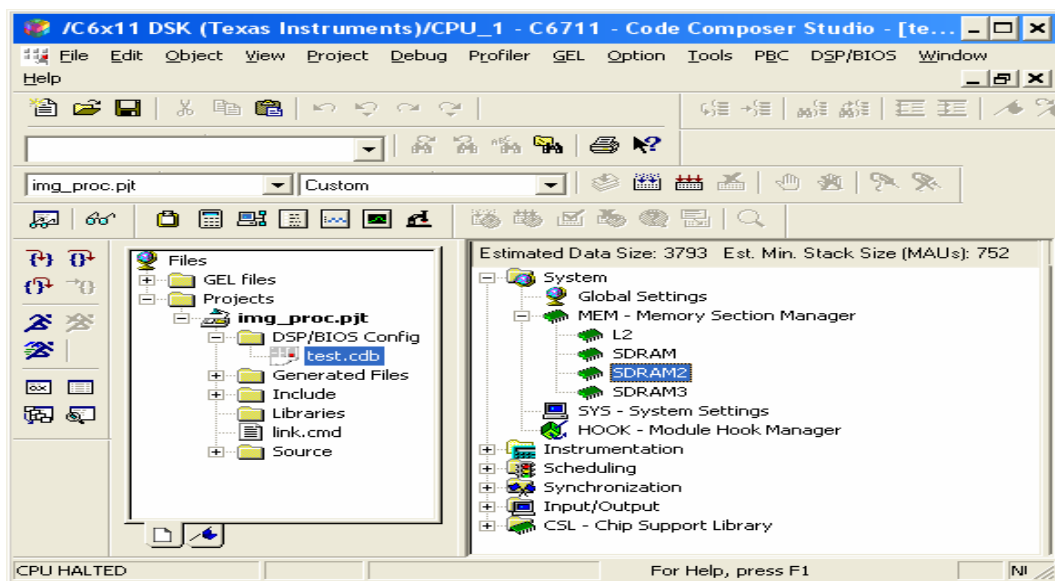 /C6x11 DSK (Texas Instruments)/CPU_1 - C6711 - Code Composer Studio - [te...
File Edit Object View Project Debug Profiler GEL Option Tools PBC DSP/BIOS Window
Help
img_proc.pjt Custom
Files
GEL files
Projects
img_proc.pjt
DSP/BIOS Config
test.cdb
Generated Files
Include
Libraries
link.cmd
Source
Estimated Data Size: 3793 Est. Min. Stack Size (MAUs): 752
System
Global Settings
MEM - Memory Section Manager
L2
SDRAM
SDRAM2
SDRAM3
SYS - System Settings
HOOK - Module Hook Manager
Instrumentation
Scheduling
Synchronization
Input/Output
CSL - Chip Support Library
CPU HALTED
For Help, press F1